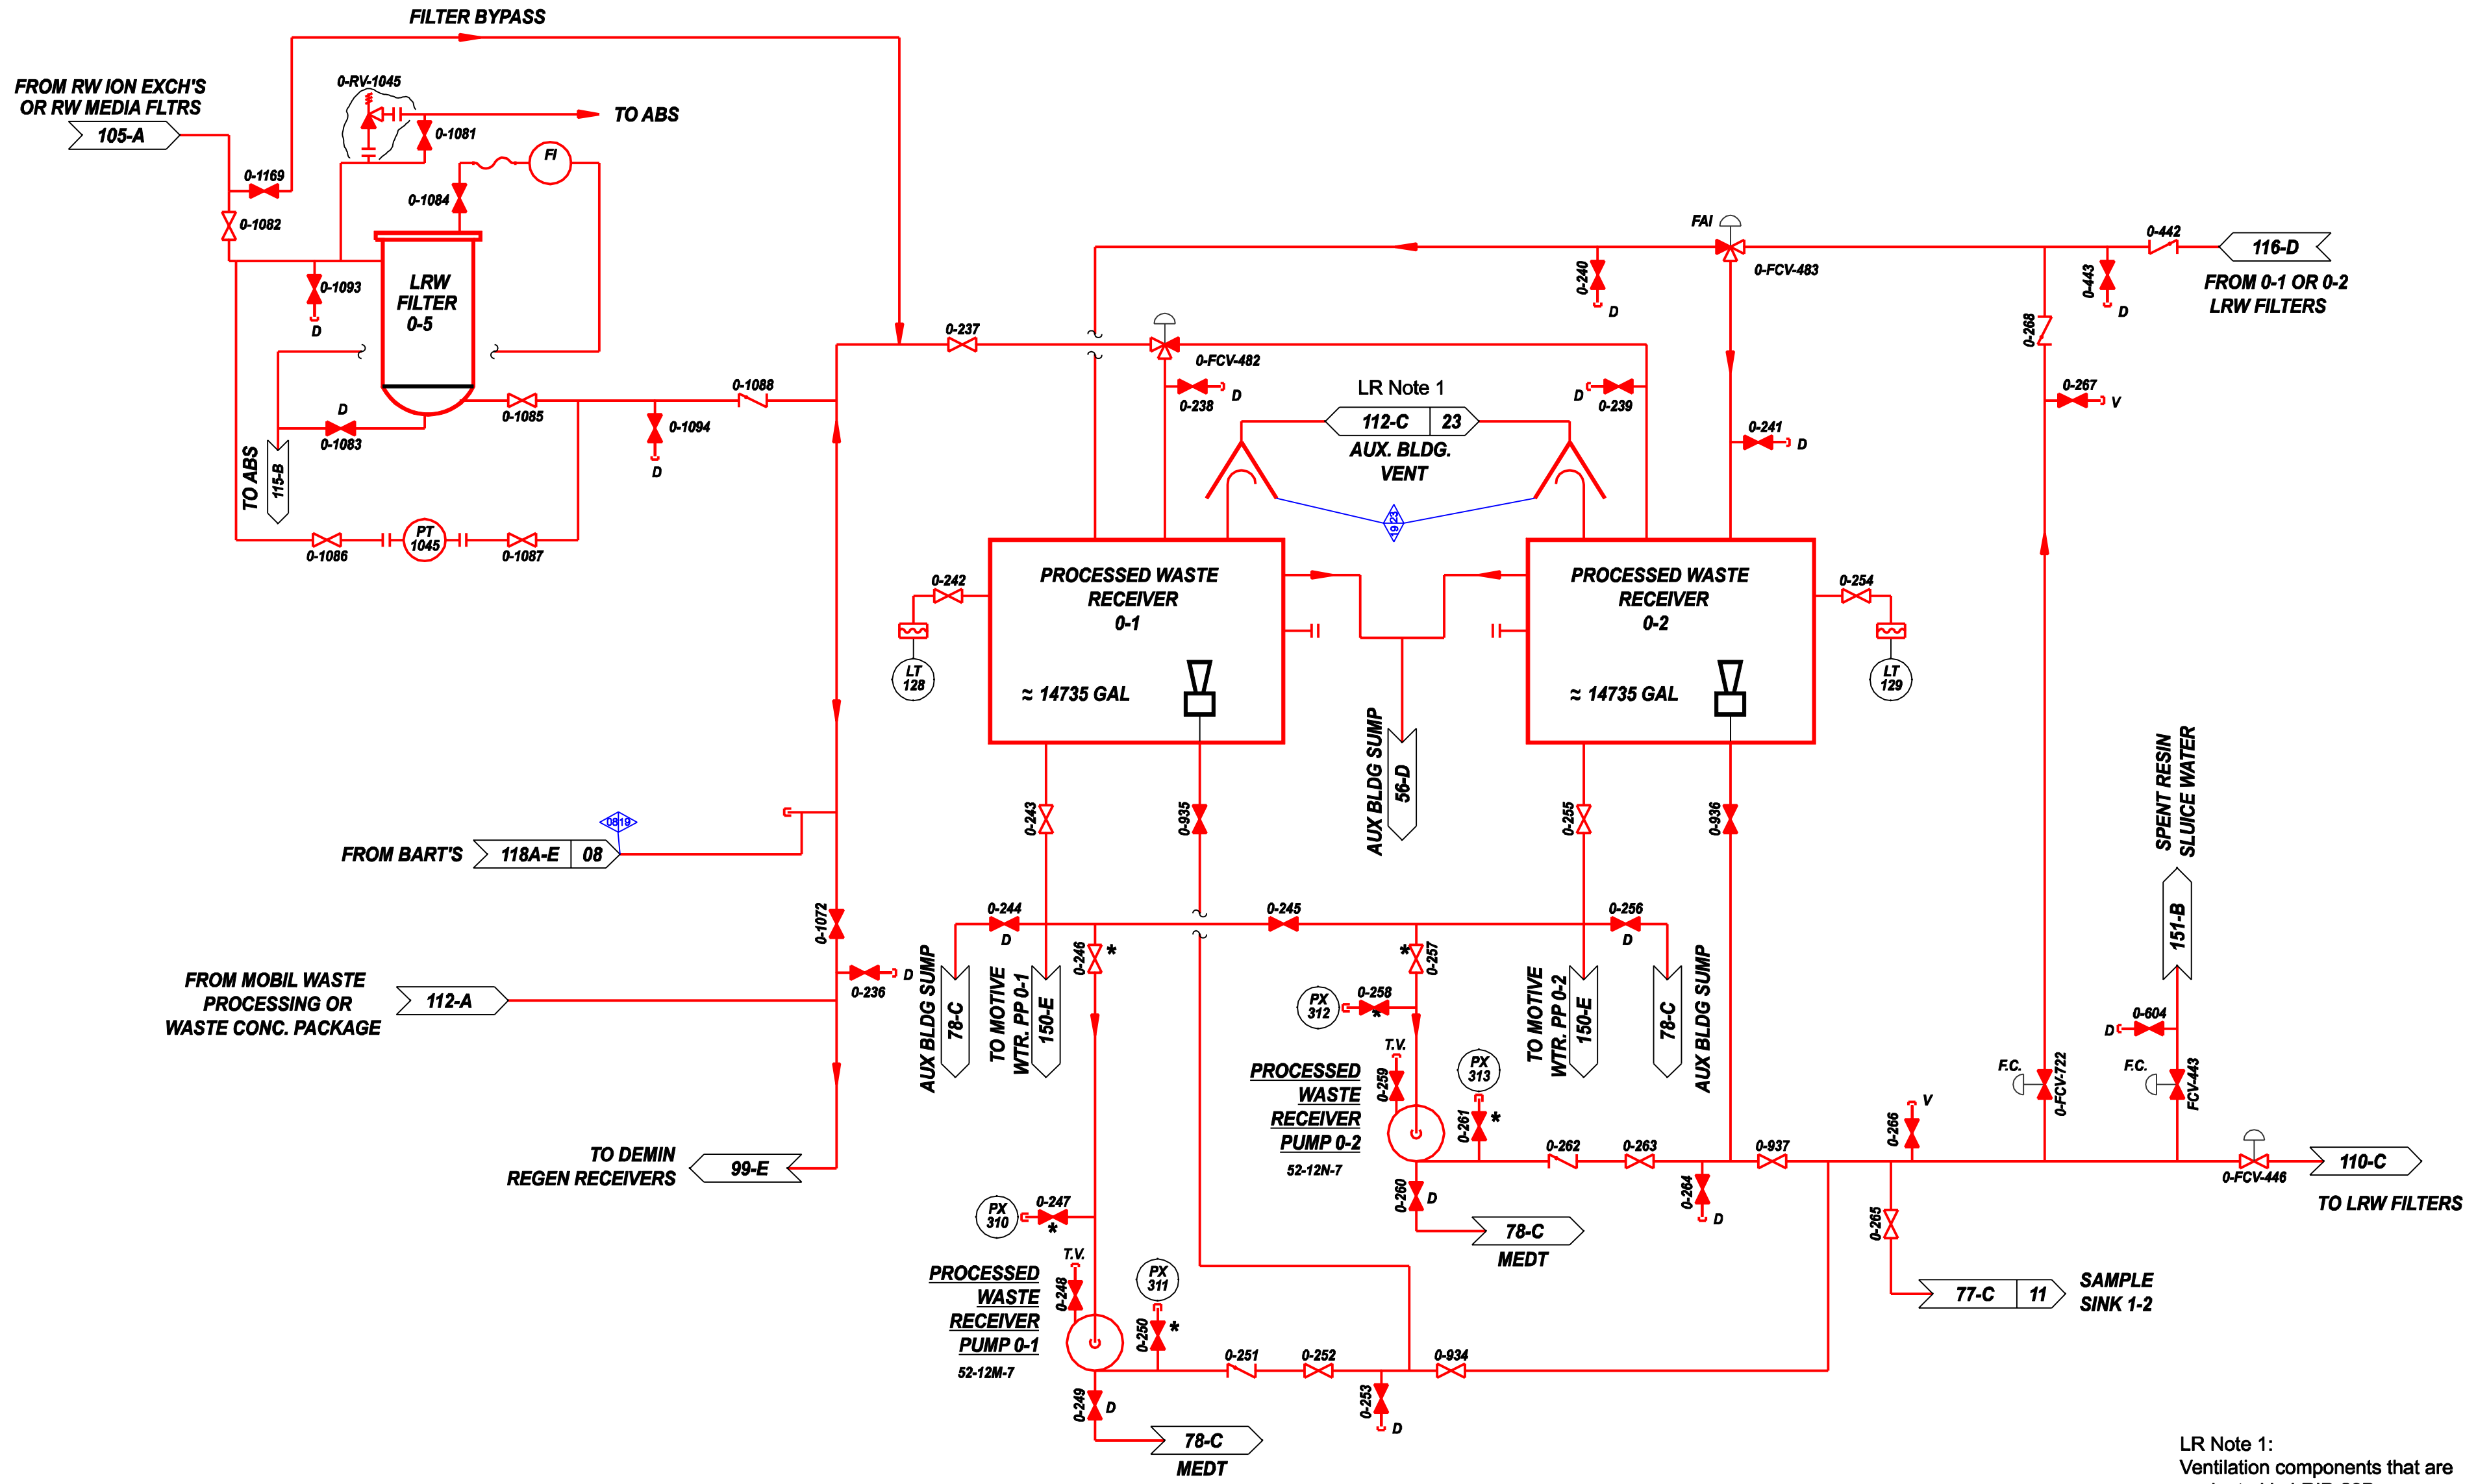 FILTER BYPASS
FROM RW ION EXCH'S
OR RW MEDIA FLTRS
105-A
0-RV-1045
TO ABS
0-1081
FI
0-1169
0-1084
0-1082
0-1093
D
LRW
FILTER
0-5
0-1088
0-1085
0-1094
D
D
0-1083
TO ABS
115-B
PT
1045
0-1086
0-1087
0-237
0-FCV-482
0-238
D
LR Note 1
112-C
23
AUX. BLDG.
VENT
D
0-239
FAI
0-FCV-483
0-240
D
0-241
D
0-442
116-D
FROM 0-1 OR 0-2
LRW FILTERS
0-443
D
0-268
0-267
V
19 23
PROCESSED WASTE
RECEIVER
0-1
≈ 14735 GAL
PROCESSED WASTE
RECEIVER
0-2
≈ 14735 GAL
0-242
LT
128
0-254
LT
129
AUX BLDG SUMP
56-D
0-243
0-935
0-255
0-936
SPENT RESIN
SLUICE WATER
151-B
FROM BART'S
118A-E
08
0819
0-1072
0-236
D
FROM MOBIL WASTE
PROCESSING OR
WASTE CONC. PACKAGE
112-A
TO DEMIN
REGEN RECEIVERS
99-E
0-244
D
0-245
0-256
D
AUX BLDG SUMP
78-C
TO MOTIVE
WTR. PP 0-1
150-E
0-246
*
*
0-257
TO MOTIVE
WTR. PP 0-2
150-E
78-C
AUX BLDG SUMP
PX
312
0-258
*
T.V.
0-259
PX
313
0-261
*
PROCESSED
WASTE
RECEIVER
PUMP 0-2
52-12N-7
0-262
0-263
0-937
0-264
D
0-260
D
78-C
MEDT
0-266
V
0-265
77-C
11
SAMPLE
SINK 1-2
F.C.
0-FCV-722
D
0-604
F.C.
FCV-443
0-FCV-446
110-C
TO LRW FILTERS
PX
310
0-247
*
T.V.
0-248
PX
311
0-250
*
PROCESSED
WASTE
RECEIVER
PUMP 0-1
52-12M-7
0-251
0-252
0-934
0-253
D
0-249
D
78-C
MEDT
LR Note 1:
Ventilation components that are